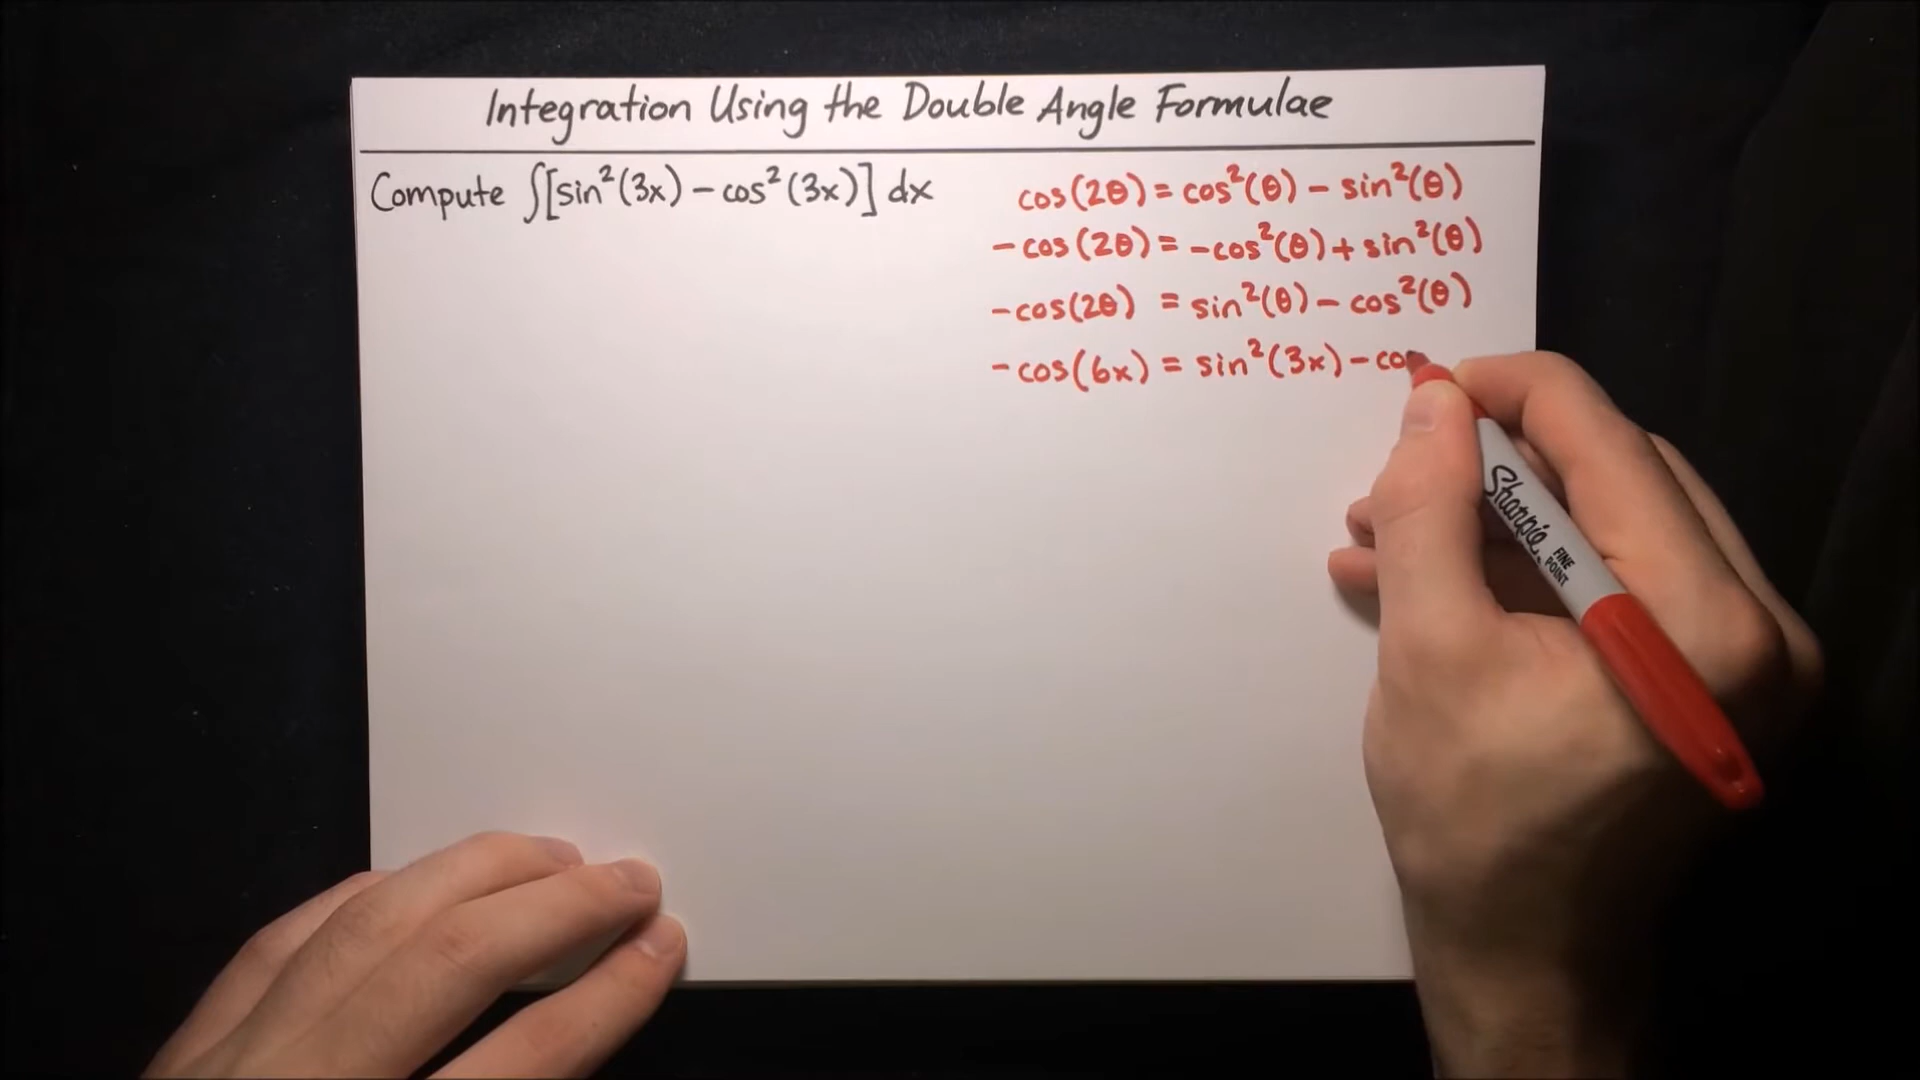 Integration Using the Double Angle Formulae
Compute ∫[sin²(3x) – cos²(3x)] dx
cos(2θ) = cos²(θ) – sin²(θ)
–cos(2θ) = –cos²(θ) + sin²(θ)
–cos(2θ) = sin²(θ) – cos²(θ)
–cos(6x) = sin²(3x) – co
Sharpie.
FINE
POINT